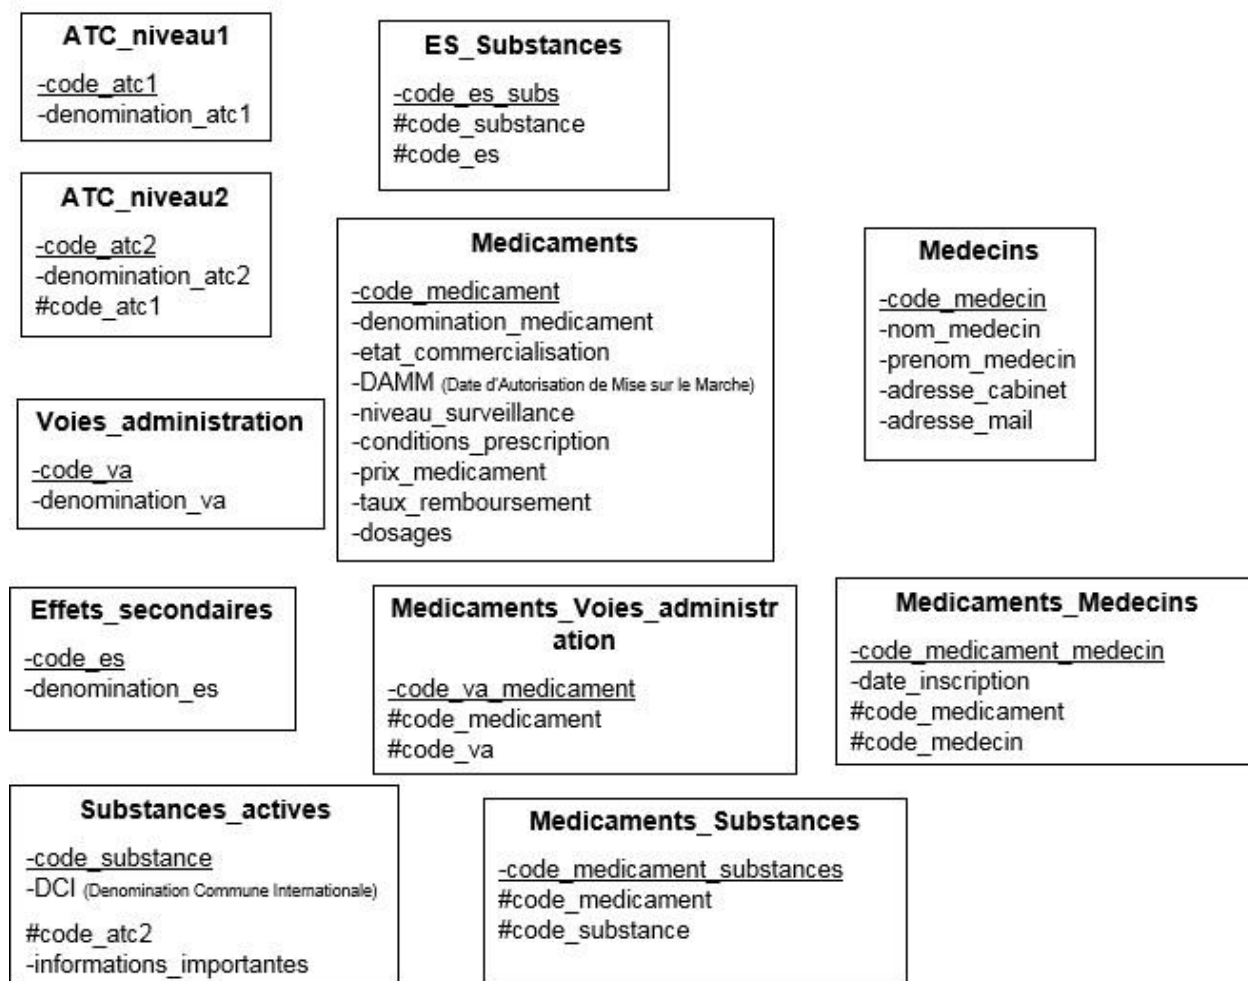 ATC_niveau1
-code_atc1
-denomination_atc1
ES_Substances
-code_es_subs
#code_substance
#code_es
ATC_niveau2
-code_atc2
-denomination_atc2
#code_atc1
Medicaments
-code_medicament
-denomination_medicament
-etat_commercialisation
-DAMM (Date d'Autorisation de Mise sur le Marche)
-niveau_surveillance
-conditions_prescription
-prix_medicament
-taux_remboursement
-dosages
Medecins
-code_medecin
-nom_medecin
-prenom_medecin
-adresse_cabinet
-adresse_mail
Voies_administration
-code_va
-denomination_va
Effets_secondaires
-code_es
-denomination_es
Medicaments_Voies_administr
ation
-code_va_medicament
#code_medicament
#code_va
Medicaments_Medecins
-code_medicament_medecin
-date_inscription
#code_medicament
#code_medecin
Substances_actives
-code_substance
-DCI (Denomination Commune Internationale)
#code_atc2
-informations_importantes
Medicaments_Substances
-code_medicament_substances
#code_medicament
#code_substance